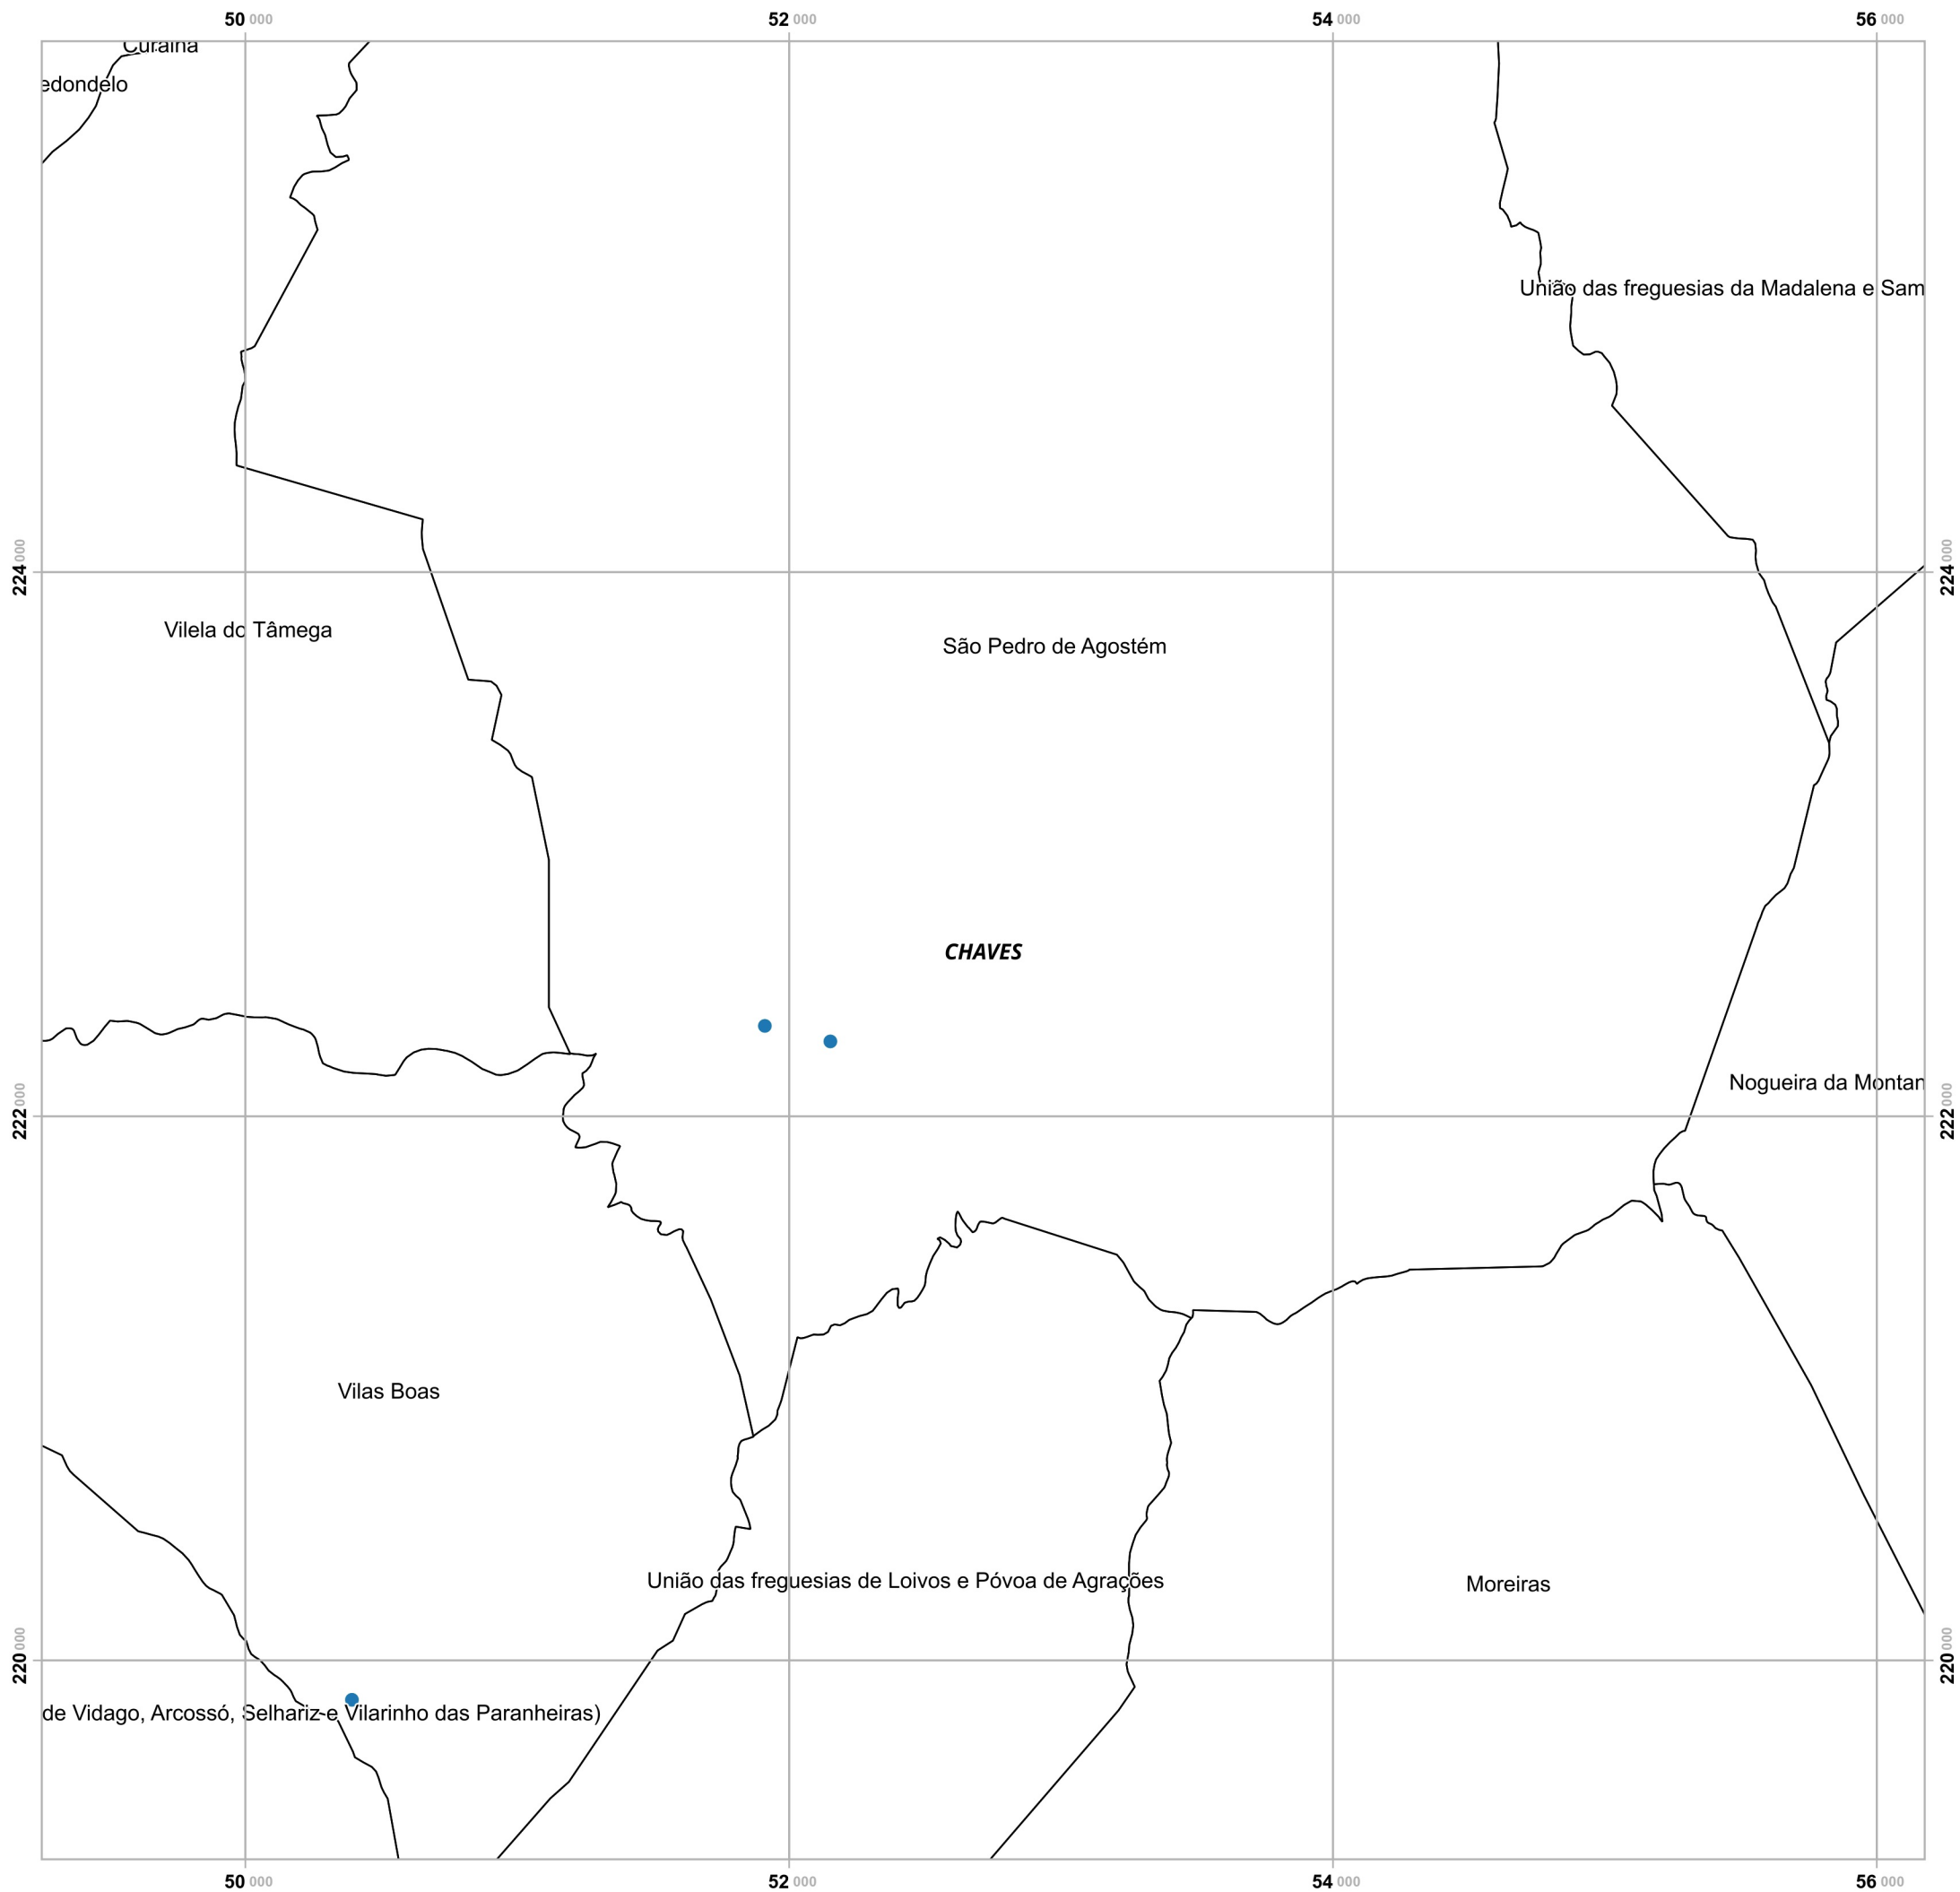 50 000 52 000 54 000 56 000
Curalha
edondelo
União das freguesias da Madalena e Sam
224 000 224 000
Vilela do Tâmega
São Pedro de Agostém
CHAVES
Nogueira da Montan
222 000 222 000
Vilas Boas
União das freguesias de Loivos e Póvoa de Agrações
Moreiras
220 000 220 000
de Vidago, Arcossó, Selhariz e Vilarinho das Paranheiras)
50 000 52 000 54 000 56 000